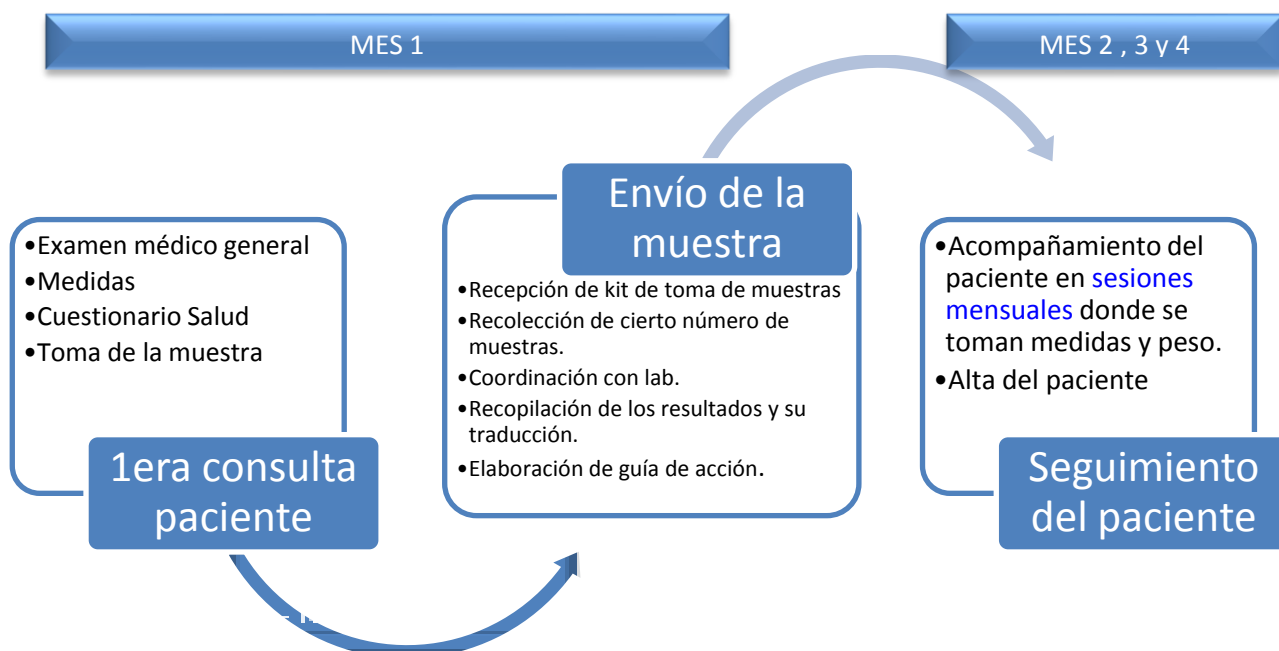 MES 1
MES 2 , 3 y 4
•Examen médico general
•Medidas
•Cuestionario Salud
•Toma de la muestra
1era consulta
paciente
Envío de la
muestra
•Recepción de kit de toma de muestras
•Recolección de cierto número de
muestras.
•Coordinación con lab.
•Recopilación de los resultados y su
traducción.
•Elaboración de guía de acción.
•Acompañamiento del
paciente en sesiones
mensuales donde se
toman medidas y peso.
•Alta del paciente
Seguimiento
del paciente